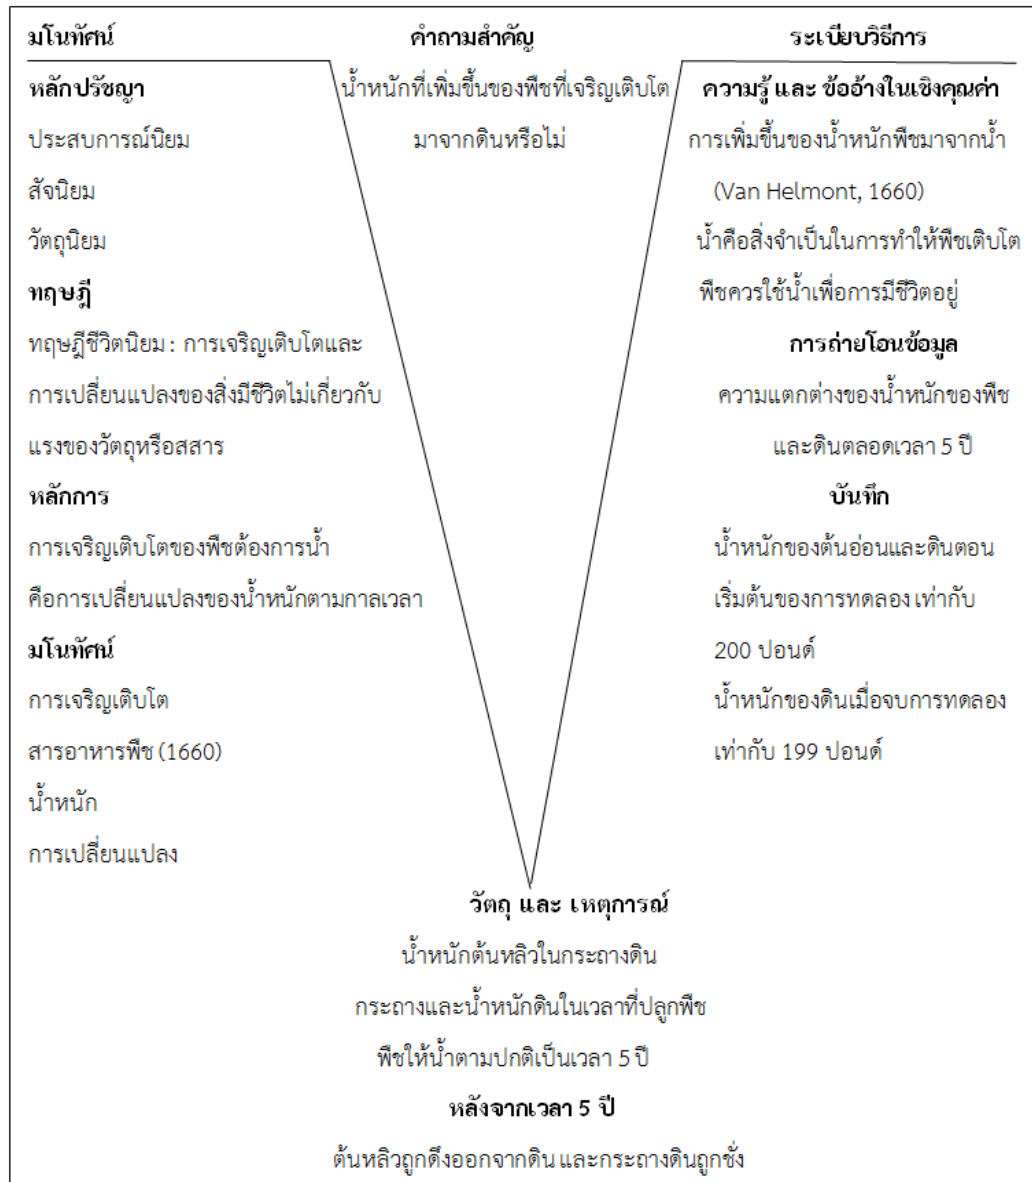 มโนทัศน์
หลักปรัชญา
ประสบการณ์นิยม
สัจนิยม
วัตถุนิยม
ทฤษฎี
ทฤษฎีชีวิตนิยม : การเจริญเติบโตและ
การเปลี่ยนแปลงของสิ่งมีชีวิตไม่เกี่ยวกับ
แรงของวัตถุหรือสสาร
หลักการ
การเจริญเติบโตของพืชต้องการน้ำ
คือการเปลี่ยนแปลงของน้ำหนักตามกาลเวลา
มโนทัศน์
การเจริญเติบโต
สารอาหารพืช (1660)
น้ำหนัก
การเปลี่ยนแปลง
คำถามสำคัญ
น้ำหนักที่เพิ่มขึ้นของพืชที่เจริญเติบโต
มาจากดินหรือไม่
ระเบียบวิธีการ
ความรู้ และ ข้ออ้างในเชิงคุณค่า
การเพิ่มขึ้นของน้ำหนักพืชมาจากน้ำ
(Van Helmont, 1660)
น้ำคือสิ่งจำเป็นในการทำให้พืชเติบโต
พืชควรใช้น้ำเพื่อการมีชีวิตอยู่
การถ่ายโอนข้อมูล
ความแตกต่างของน้ำหนักของพืช
และดินตลอดเวลา 5 ปี
บันทึก
น้ำหนักของต้นอ่อนและดินตอน
เริ่มต้นของการทดลอง เท่ากับ
200 ปอนด์
น้ำหนักของดินเมื่อจบการทดลอง
เท่ากับ 199 ปอนด์
วัตถุ และ เหตุการณ์
น้ำหนักต้นหลิวในกระถางดิน
กระถางและน้ำหนักดินในเวลาที่ปลูกพืช
พืชให้น้ำตามปกติเป็นเวลา 5 ปี
หลังจากเวลา 5 ปี
ต้นหลิวถูกดึงออกจากดิน และกระถางดินถูกชั่ง